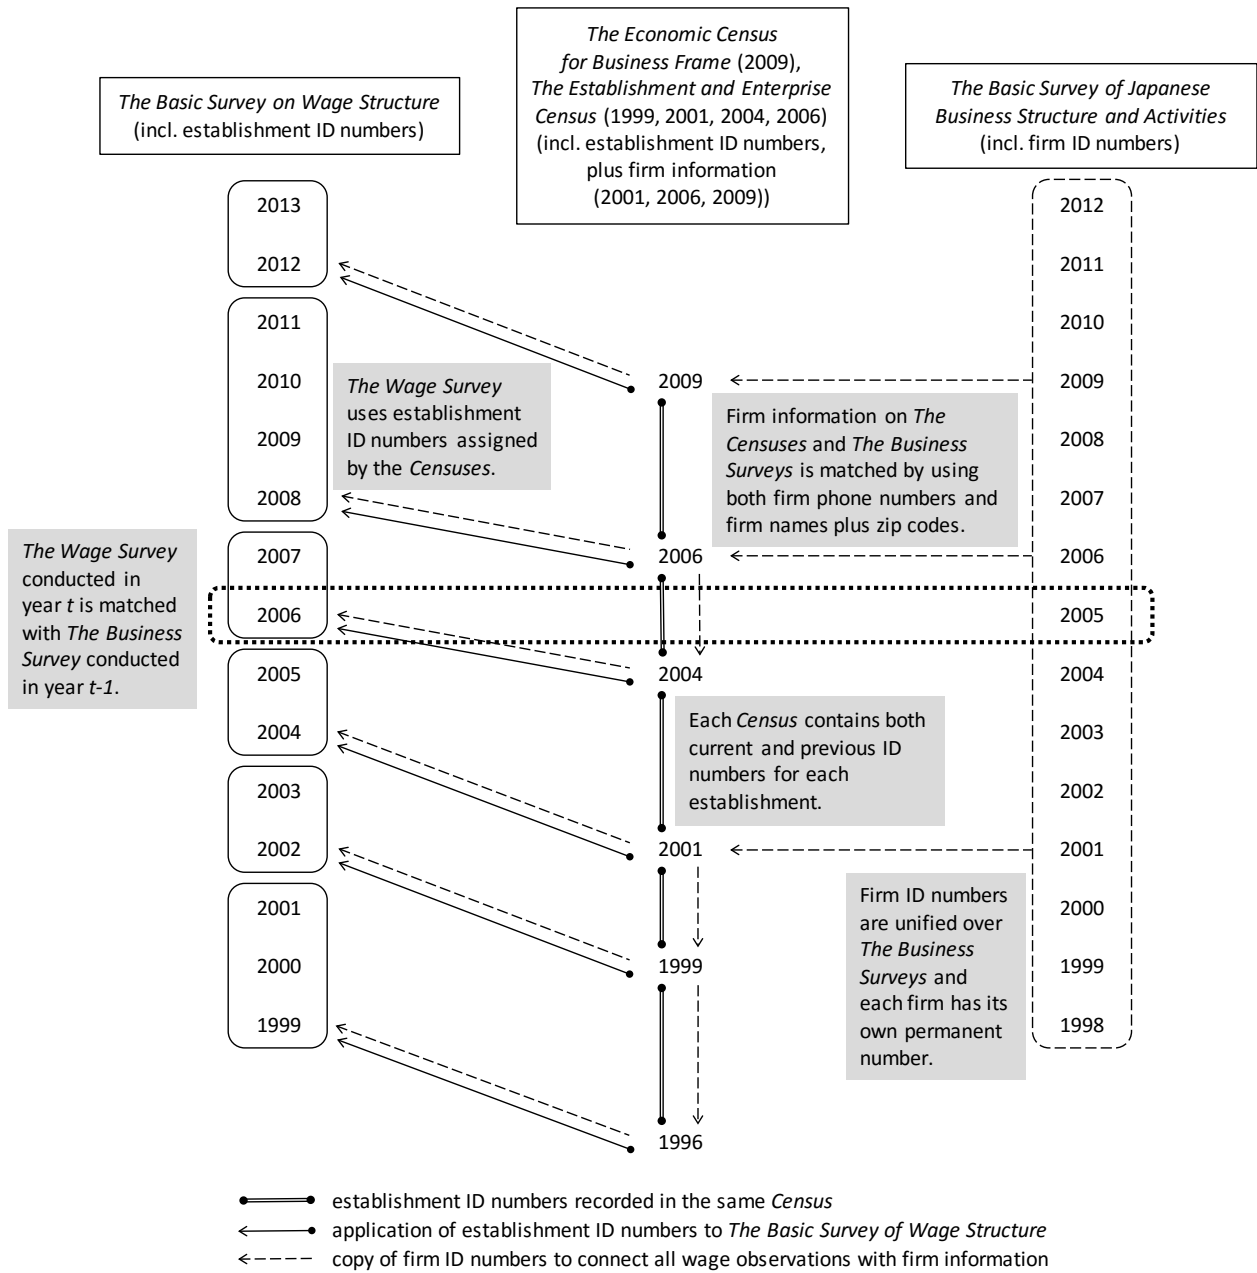 The Economic Census
for Business Frame (2009),
The Establishment and Enterprise
Census (1999, 2001, 2004, 2006)
(incl. establishment ID numbers,
plus firm information
(2001, 2006, 2009))
The Basic Survey on Wage Structure
(incl. establishment ID numbers)
The Basic Survey of Japanese
Business Structure and Activities
(incl. firm ID numbers)
2013
2012
2011
2010
2009
2008
2007
2006
2005
2004
2003
2002
2001
2000
1999
The Wage Survey
uses establishment
ID numbers assigned
by the Censuses.
The Wage Survey
conducted in
year t is matched
with The Business
Survey conducted
in year t-1.
2009
2006
2004
2001
1999
1996
Firm information on The
Censuses and The Business
Surveys is matched by using
both firm phone numbers and
firm names plus zip codes.
Each Census contains both
current and previous ID
numbers for each
establishment.
Firm ID numbers
are unified over
The Business
Surveys and
each firm has its
own permanent
number.
2012
2011
2010
2009
2008
2007
2006
2005
2004
2003
2002
2001
2000
1999
1998
establishment ID numbers recorded in the same Census
application of establishment ID numbers to The Basic Survey of Wage Structure
copy of firm ID numbers to connect all wage observations with firm information